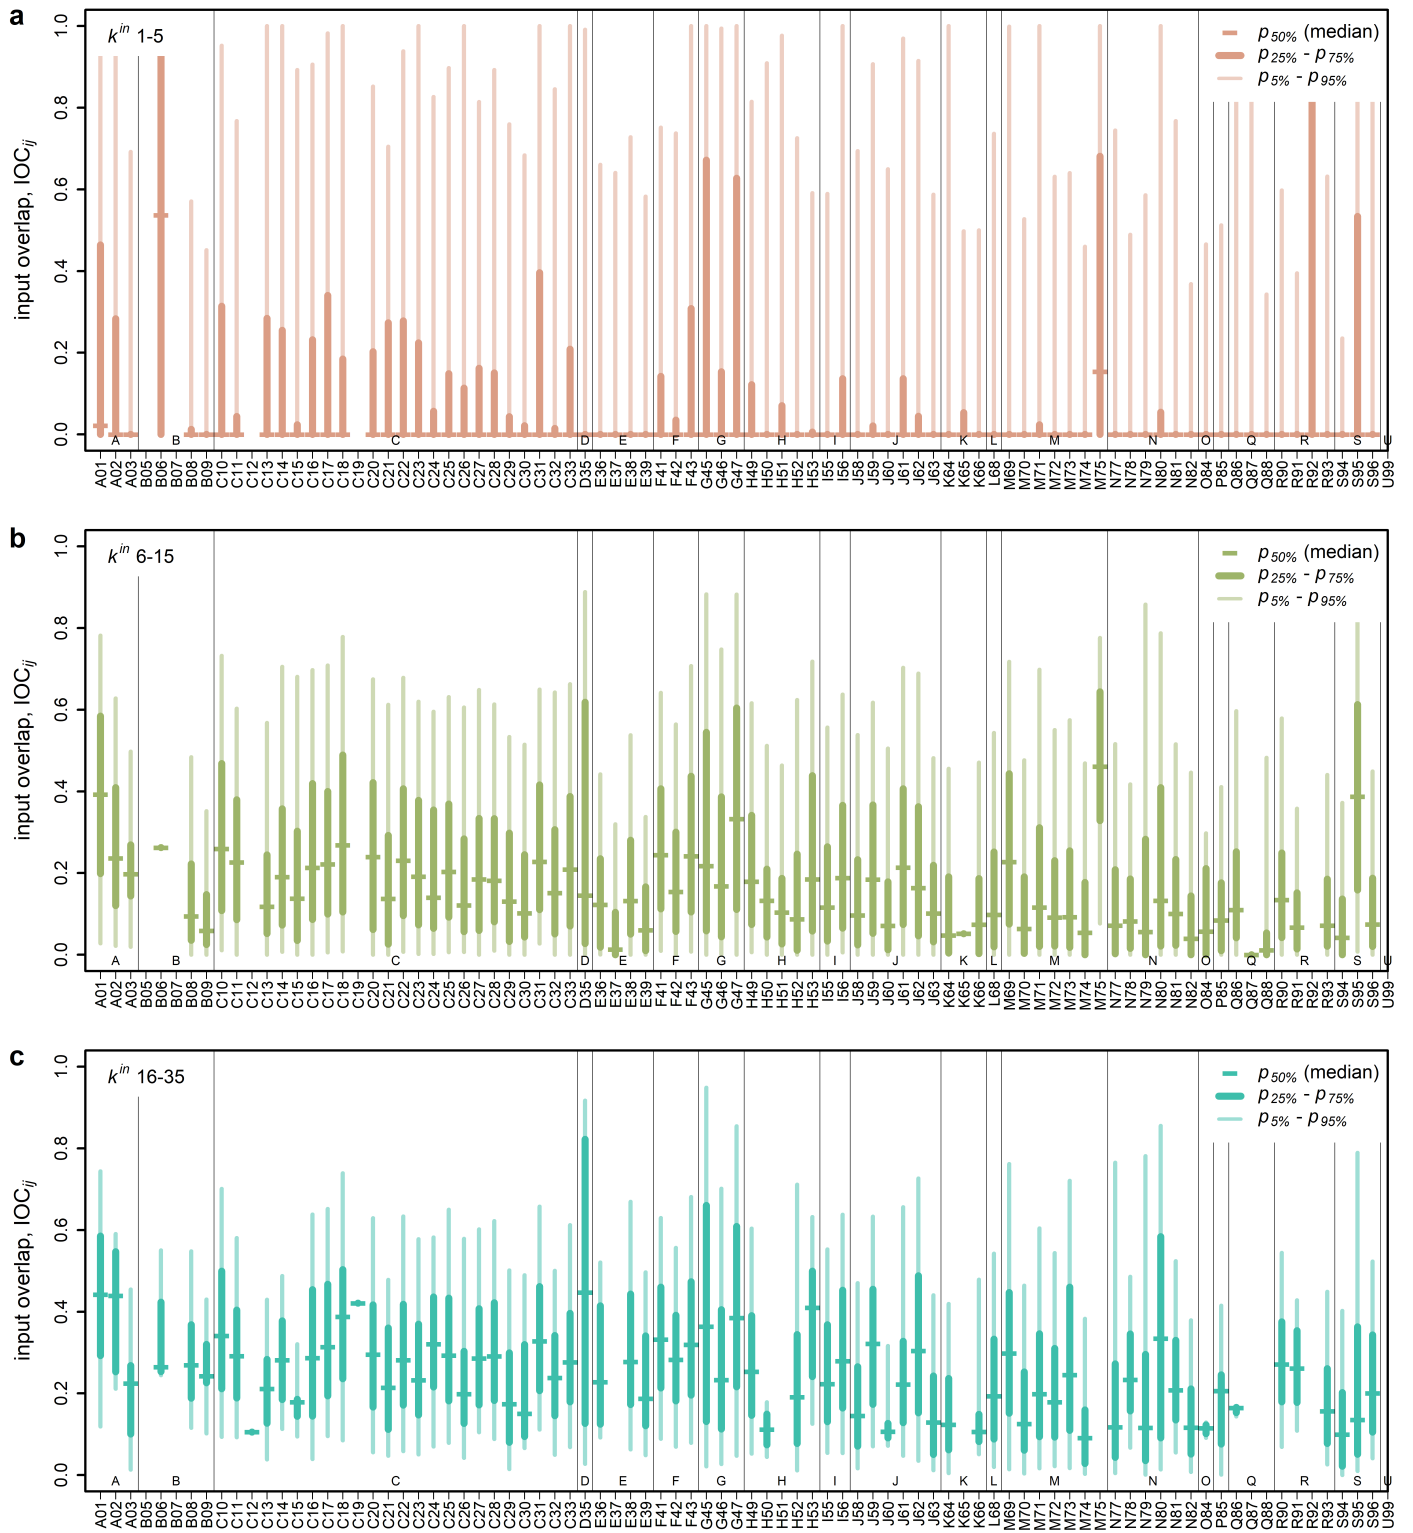 a
k^in 1-5
p50% (median)
p25% - p75%
p5% - p95%
input overlap, IOCij
1.0
0.8
0.6
0.4
0.2
0.0
A B C D E F G H I J K L M N O Q R S U
A01 A02 A03 B05 B06 B07 B08 B09 C10 C11 C12 C13 C14 C15 C16 C17 C18 C19 C20 C21 C22 C23 C24 C25 C26 C27 C28 C29 C30 C31 C32 C33 D35 E36 E37 E38 E39 F41 F42 F43 G45 G46 G47 H49 H50 H51 H52 H53 I55 I56 J58 J59 J60 J61 J62 J63 K64 K65 K66 L68 M69 M70 M71 M72 M73 M74 M75 N77 N78 N79 N80 N81 N82 O84 P85 Q86 Q87 Q88 R90 R91 R92 R93 S94 S95 S96 U99
b
k^in 6-15
p50% (median)
p25% - p75%
p5% - p95%
input overlap, IOCij
1.0
0.8
0.6
0.4
0.2
0.0
A B C D E F G H I J K L M N O Q R S U
A01 A02 A03 B05 B06 B07 B08 B09 C10 C11 C12 C13 C14 C15 C16 C17 C18 C19 C20 C21 C22 C23 C24 C25 C26 C27 C28 C29 C30 C31 C32 C33 D35 E36 E37 E38 E39 F41 F42 F43 G45 G46 G47 H49 H50 H51 H52 H53 I55 I56 J58 J59 J60 J61 J62 J63 K64 K65 K66 L68 M69 M70 M71 M72 M73 M74 M75 N77 N78 N79 N80 N81 N82 O84 P85 Q86 Q87 Q88 R90 R91 R92 R93 S94 S95 S96 U99
c
k^in 16-35
p50% (median)
p25% - p75%
p5% - p95%
input overlap, IOCij
1.0
0.8
0.6
0.4
0.2
0.0
A B C D E F G H I J K L M N O Q R S U
A01 A02 A03 B05 B06 B07 B08 B09 C10 C11 C12 C13 C14 C15 C16 C17 C18 C19 C20 C21 C22 C23 C24 C25 C26 C27 C28 C29 C30 C31 C32 C33 D35 E36 E37 E38 E39 F41 F42 F43 G45 G46 G47 H49 H50 H51 H52 H53 I55 I56 J58 J59 J60 J61 J62 J63 K64 K65 K66 L68 M69 M70 M71 M72 M73 M74 M75 N77 N78 N79 N80 N81 N82 O84 P85 Q86 Q87 Q88 R90 R91 R92 R93 S94 S95 S96 U99